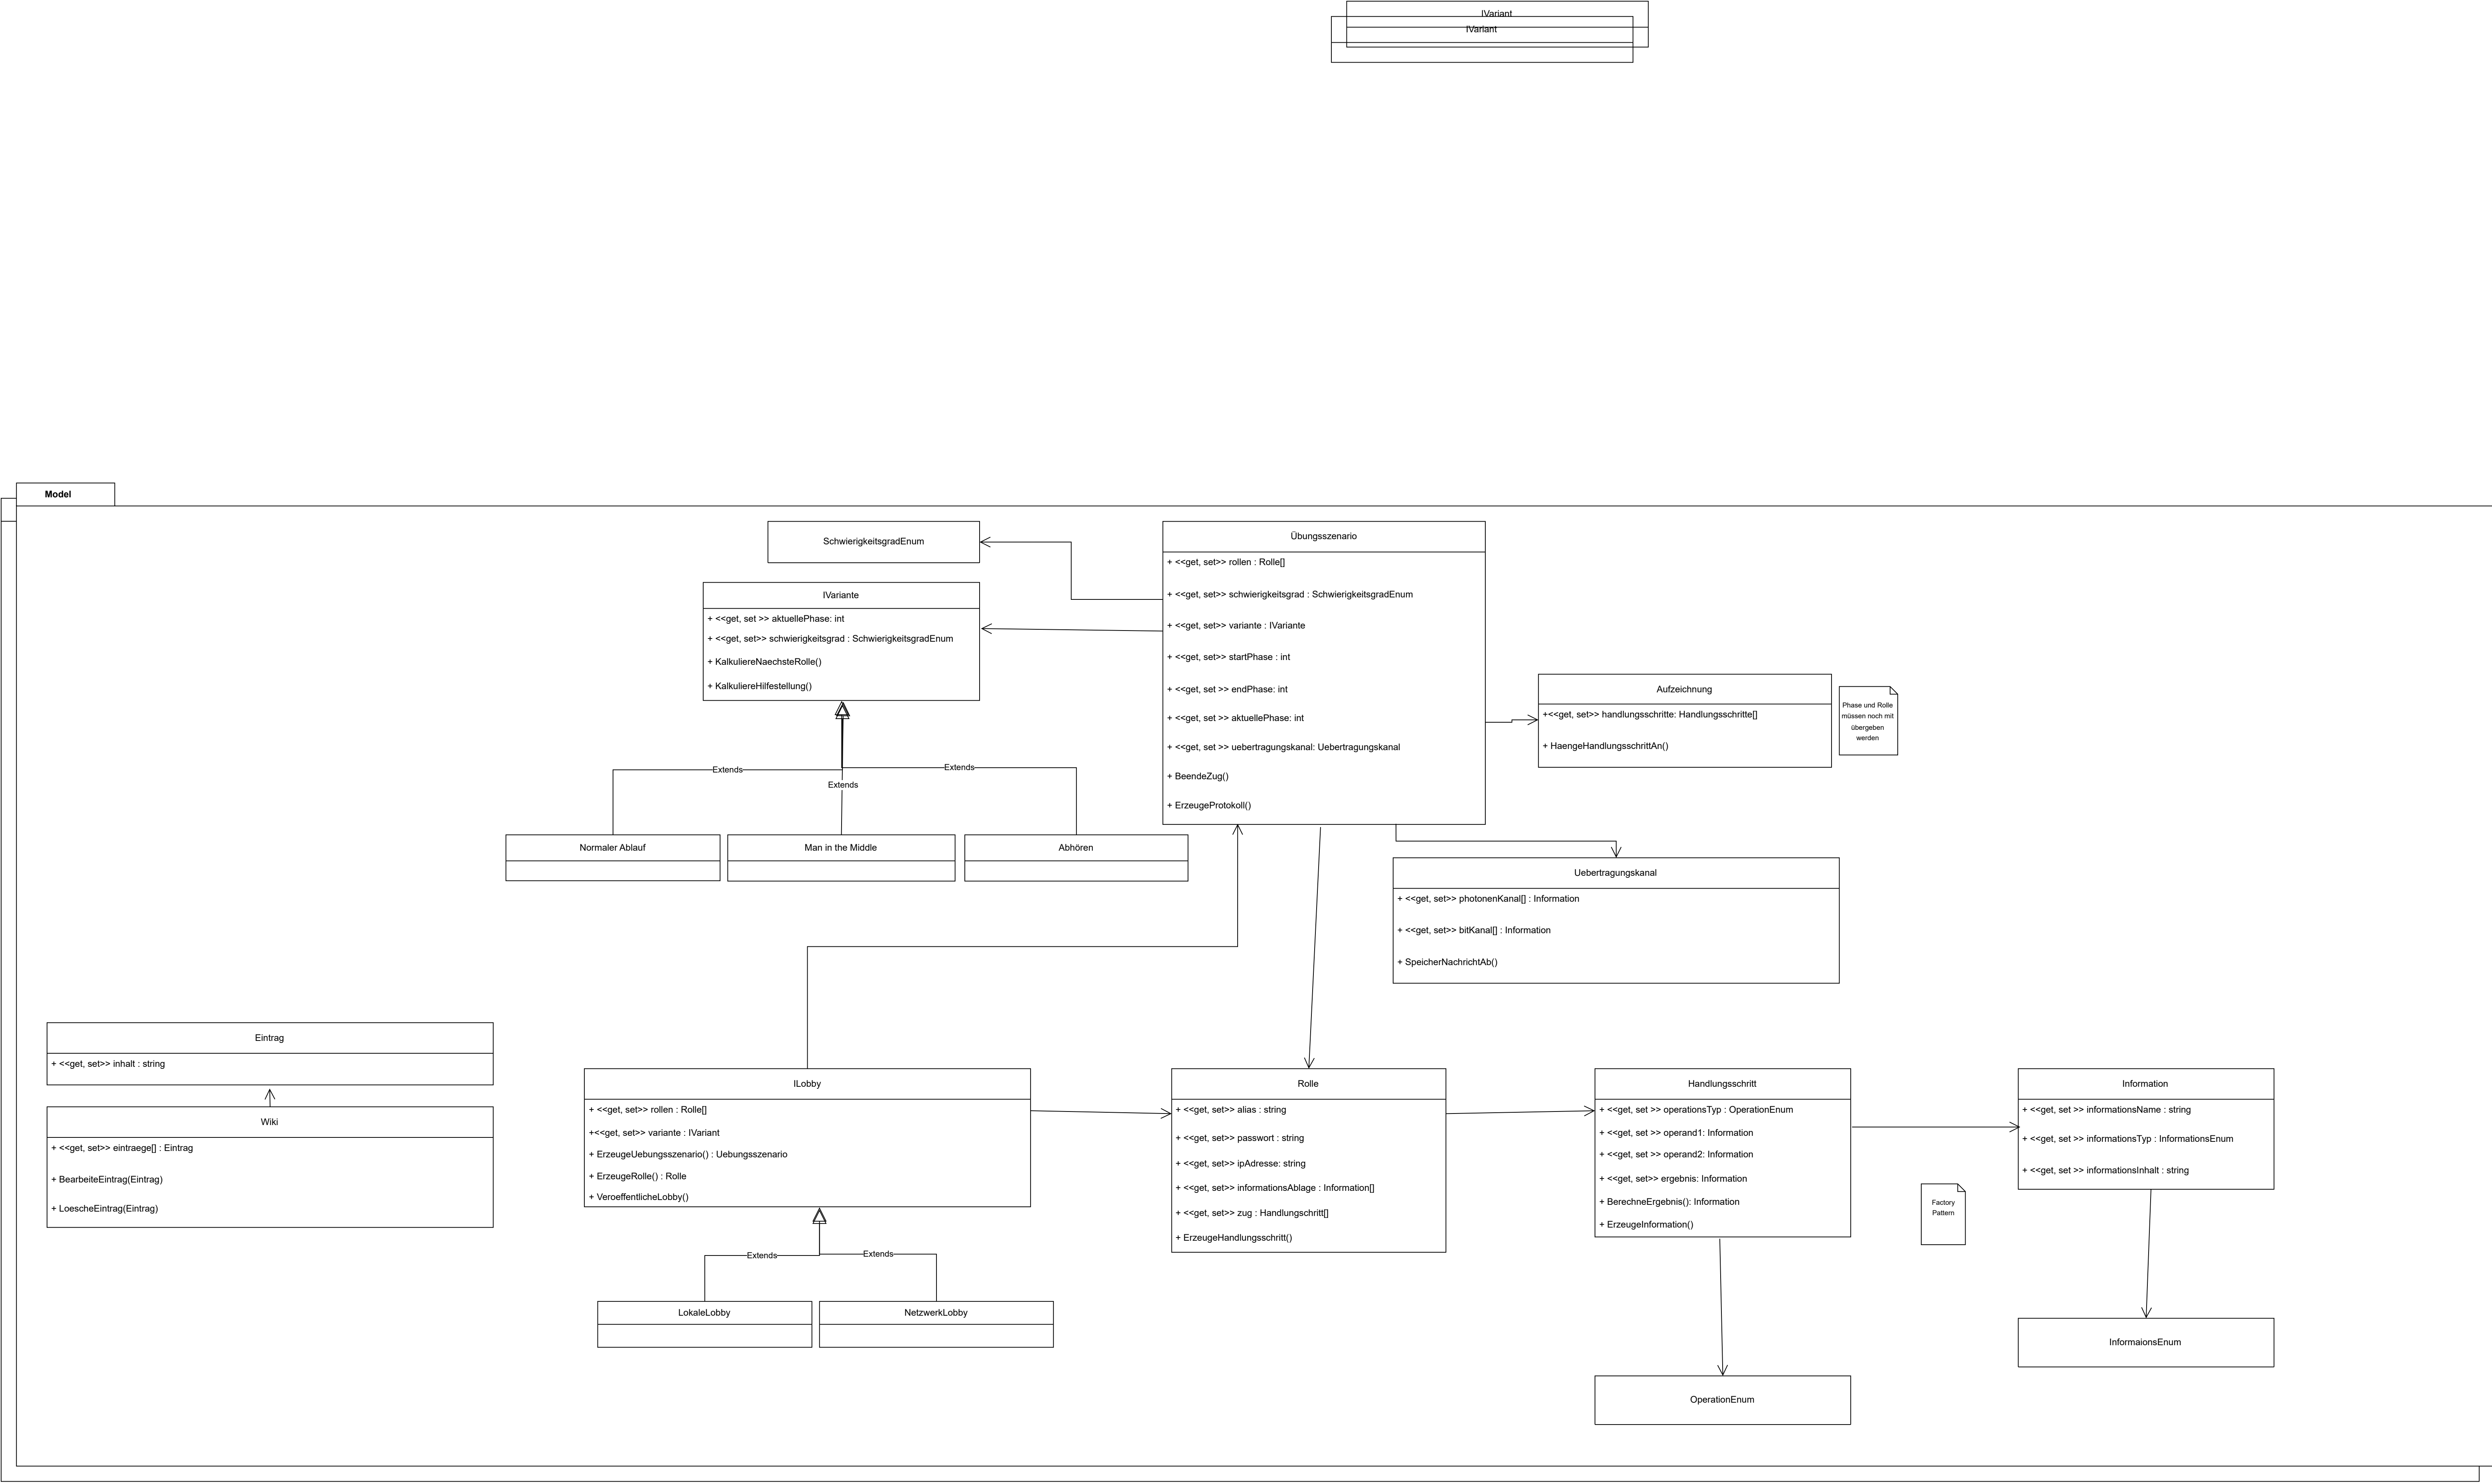 IVariant
IVariant
Model
SchwierigkeitsgradEnum
IVariante
+ <<get, set >> aktuellePhase: int
+ <<get, set>> schwierigkeitsgrad : SchwierigkeitsgradEnum
+ KalkuliereNaechsteRolle()
+ KalkuliereHilfestellung()
Übungsszenario
+ <<get, set>> rollen : Rolle[]
+ <<get, set>> schwierigkeitsgrad : SchwierigkeitsgradEnum
+ <<get, set>> variante : IVariante
+ <<get, set>> startPhase : int
+ <<get, set >> endPhase: int
+ <<get, set >> aktuellePhase: int
+ <<get, set >> uebertragungskanal: Uebertragungskanal
+ BeendeZug()
+ ErzeugeProtokoll()
Aufzeichnung
+<<get, set>> handlungsschritte: Handlungsschritte[]
+ HaengeHandlungsschrittAn()
Phase und Rolle
müssen noch mit
übergeben
werden
Extends
Extends
Extends
Normaler Ablauf
Man in the Middle
Abhören
Uebertragungskanal
+ <<get, set>> photonenKanal[] : Information
+ <<get, set>> bitKanal[] : Information
+ SpeicherNachrichtAb()
Eintrag
+ <<get, set>> inhalt : string
Wiki
+ <<get, set>> eintraege[] : Eintrag
+ BearbeiteEintrag(Eintrag)
+ LoescheEintrag(Eintrag)
ILobby
+ <<get, set>> rollen : Rolle[]
+<<get, set>> variante : IVariant
+ ErzeugeUebungsszenario() : Uebungsszenario
+ ErzeugeRolle() : Rolle
+ VeroeffentlicheLobby()
Extends
Extends
LokaleLobby
NetzwerkLobby
Rolle
+ <<get, set>> alias : string
+ <<get, set>> passwort : string
+ <<get, set>> ipAdresse: string
+ <<get, set>> informationsAblage : Information[]
+ <<get, set>> zug : Handlungschritt[]
+ ErzeugeHandlungsschritt()
Handlungsschritt
+ <<get, set >> operationsTyp : OperationEnum
+ <<get, set >> operand1: Information
+ <<get, set >> operand2: Information
+ <<get, set>> ergebnis: Information
+ BerechneErgebnis(): Information
+ ErzeugeInformation()
Factory
Pattern
Information
+ <<get, set >> informationsName : string
+ <<get, set >> informationsTyp : InformationsEnum
+ <<get, set >> informationsInhalt : string
InformaionsEnum
OperationEnum